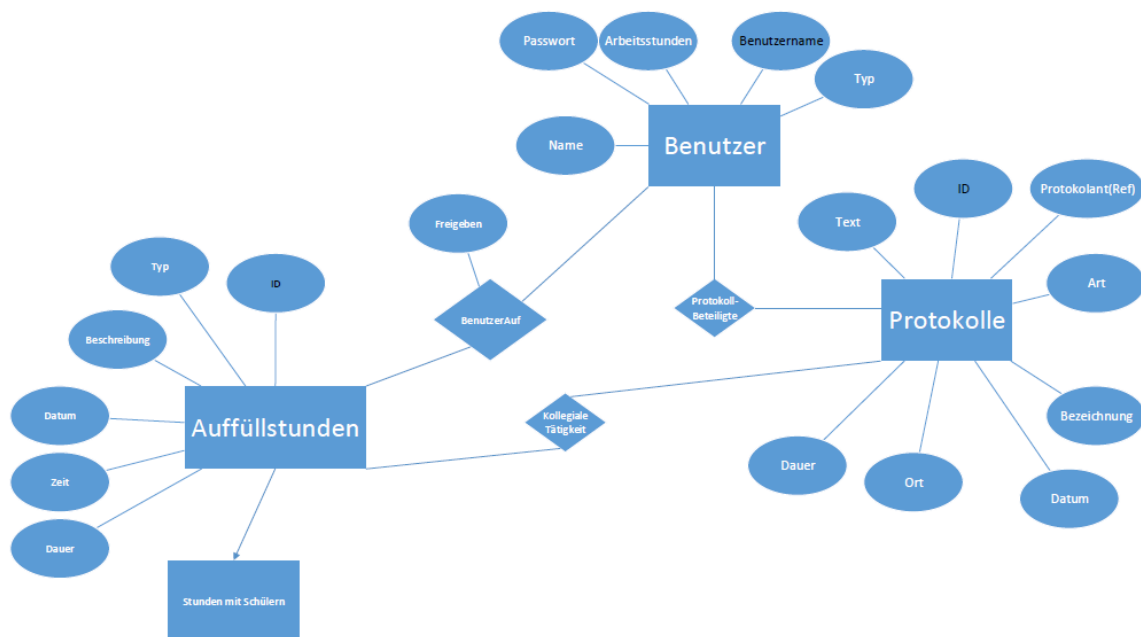 Passwort
Arbeitsstunden
Benutzername
Typ
Name
Benutzer
ID
Protokolant(Ref)
Text
Freigeben
Typ
ID
Art
BenutzerAuf
Protokoll-
Beteiligte
Protokolle
Beschreibung
Datum
Auffüllstunden
Kollegiale
Tätigkeit
Bezeichnung
Zeit
Dauer
Ort
Datum
Dauer
Stunden mit Schülern